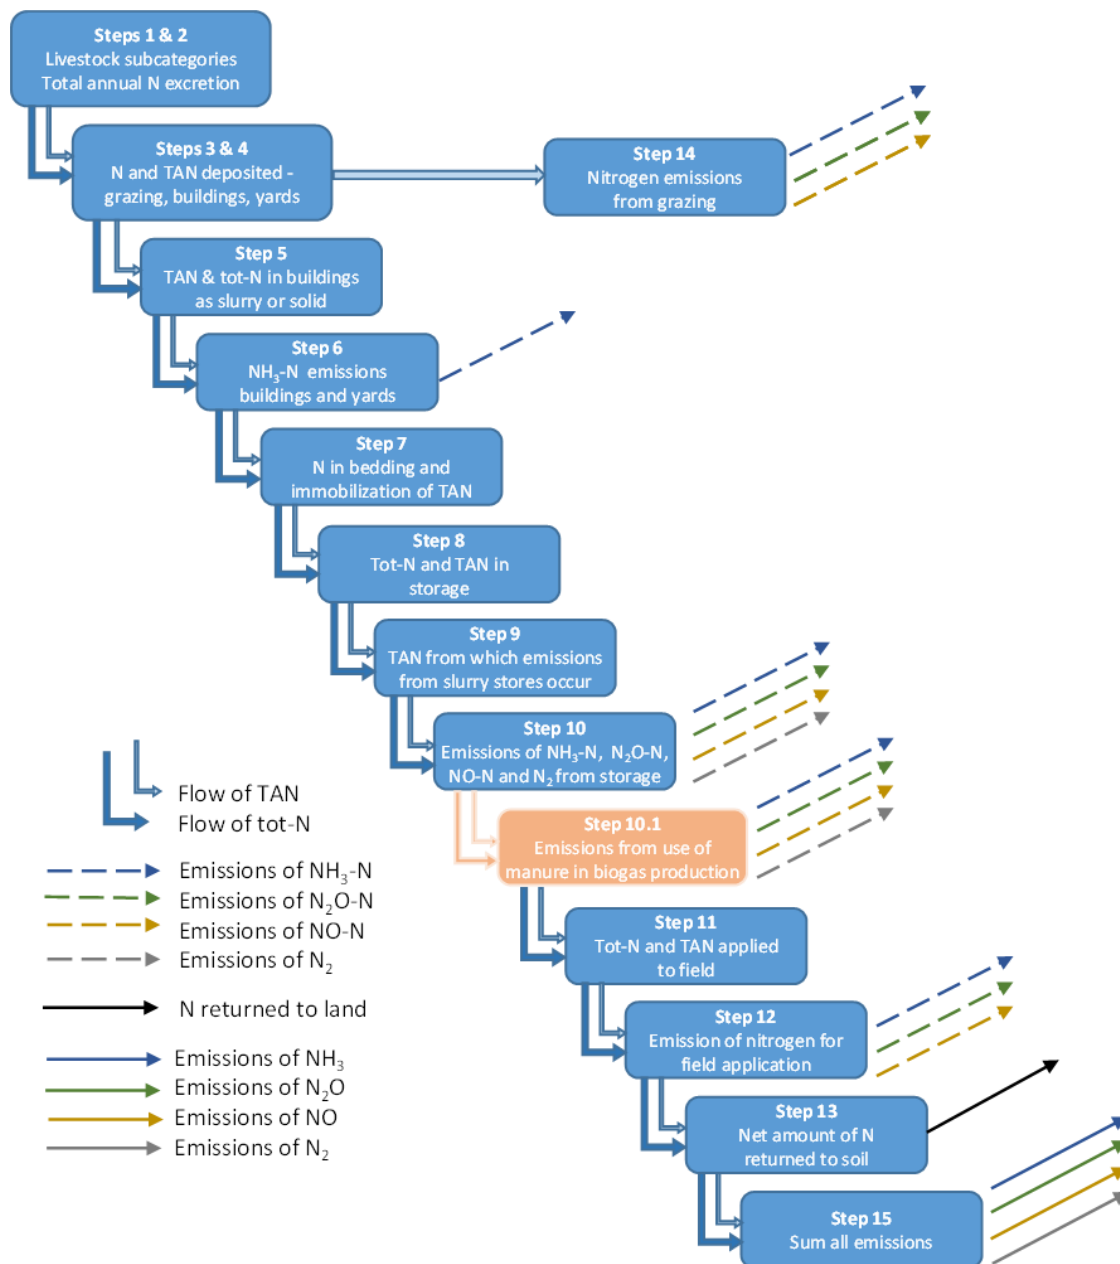 Steps 1 & 2
Livestock subcategories
Total annual N excretion
Steps 3 & 4
N and TAN deposited -
grazing, buildings, yards
Step 14
Nitrogen emissions
from grazing
Step 5
TAN & tot-N in buildings
as slurry or solid
Step 6
NH₃-N emissions
buildings and yards
Step 7
N in bedding and
immobilization of TAN
Step 8
Tot-N and TAN in
storage
Step 9
TAN from which emissions
from slurry stores occur
Step 10
Emissions of NH₃-N, N₂O-N,
NO-N and N₂ from storage
Step 10.1
Emissions from use of
manure in biogas production
Step 11
Tot-N and TAN applied
to field
Step 12
Emission of nitrogen for
field application
Step 13
Net amount of N
returned to soil
Step 15
Sum all emissions
Flow of TAN
Flow of tot-N
Emissions of NH₃-N
Emissions of N₂O-N
Emissions of NO-N
Emissions of N₂
N returned to land
Emissions of NH₃
Emissions of N₂O
Emissions of NO
Emissions of N₂